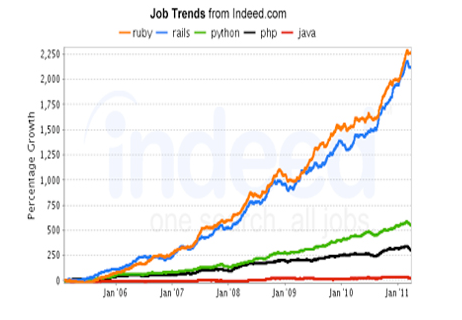 Job Trends from Indeed.com
ruby rails python php java
Percentage Growth
2,250
2,000
1,750
1,500
1,250
1,000
750
500
250
0
indeed
one search. all jobs.
Jan '06 Jan '07 Jan '08 Jan '09 Jan '10 Jan '11